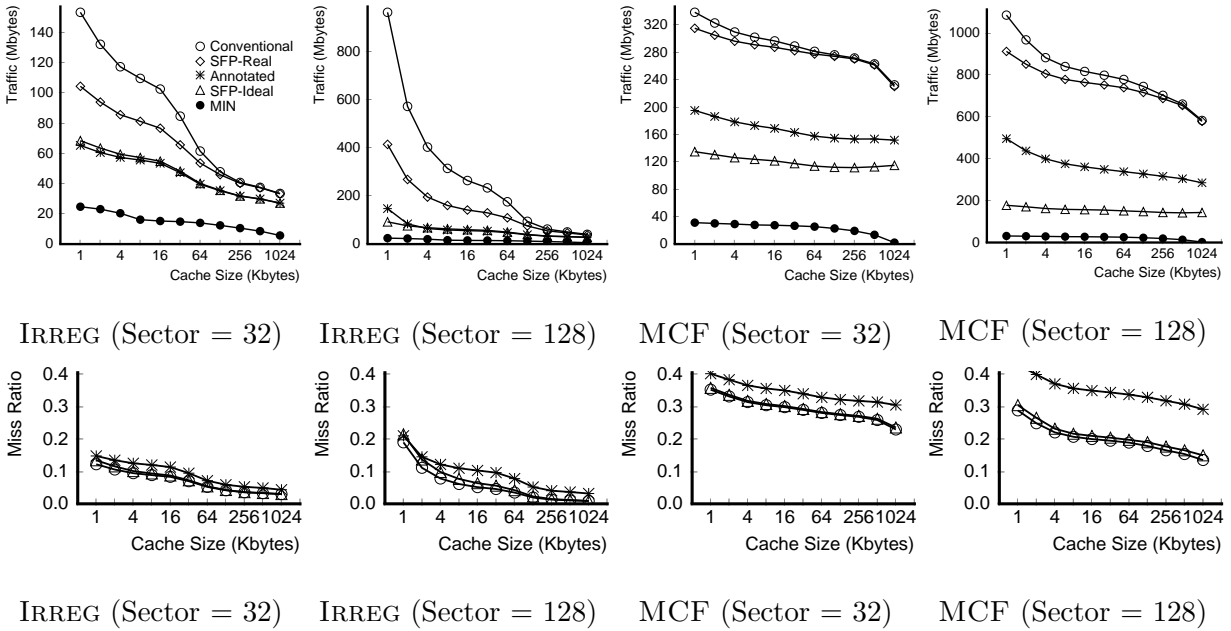 Traffic (Mbytes)
160
140
120
100
80
60
40
20
0
1 4 16 64 256 1024
Cache Size (Kbytes)
Conventional
SFP-Real
Annotated
SFP-Ideal
MIN
IRREG (Sector = 32)
Traffic (Mbytes)
800
600
400
200
0
1 4 16 64 256 1024
Cache Size (Kbytes)
IRREG (Sector = 128)
Traffic (Mbytes)
320
280
240
200
160
120
80
40
0
1 4 16 64 256 1024
Cache Size (Kbytes)
MCF (Sector = 32)
Traffic (Mbytes)
1000
800
600
400
200
0
1 4 16 64 256 1024
Cache Size (Kbytes)
MCF (Sector = 128)
Miss Ratio
0.4
0.3
0.2
0.1
0.0
1 4 16 64 256 1024
Cache Size (Kbytes)
IRREG (Sector = 32)
Miss Ratio
0.4
0.3
0.2
0.1
0.0
1 4 16 64 256 1024
Cache Size (Kbytes)
IRREG (Sector = 128)
Miss Ratio
0.4
0.3
0.2
0.1
0.0
1 4 16 64 256 1024
Cache Size (Kbytes)
MCF (Sector = 32)
Miss Ratio
0.4
0.3
0.2
0.1
0.0
1 4 16 64 256 1024
Cache Size (Kbytes)
MCF (Sector = 128)